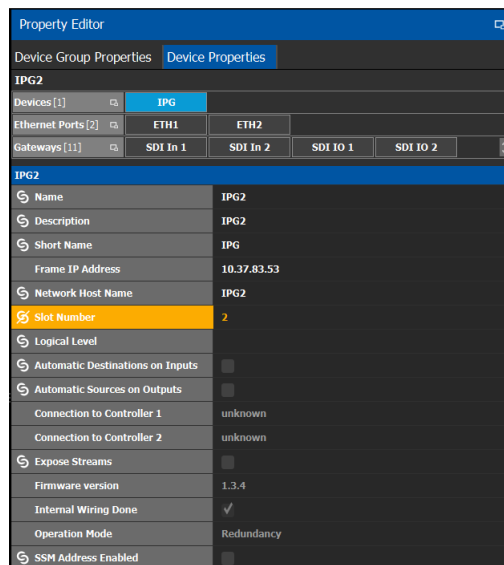 Property Editor
Device Group Properties Device Properties
IPG2
Devices [1] IPG
Ethernet Ports [2] ETH1 ETH2
Gateways [11] SDI In 1 SDI In 2 SDI IO 1 SDI IO 2
IPG2
Name IPG2
Description IPG2
Short Name IPG
Frame IP Address 10.37.83.53
Network Host Name IPG2
Slot Number 2
Logical Level
Automatic Destinations on Inputs
Automatic Sources on Outputs
Connection to Controller 1 unknown
Connection to Controller 2 unknown
Expose Streams
Firmware version 1.3.4
Internal Wiring Done
Operation Mode Redundancy
SSM Address Enabled